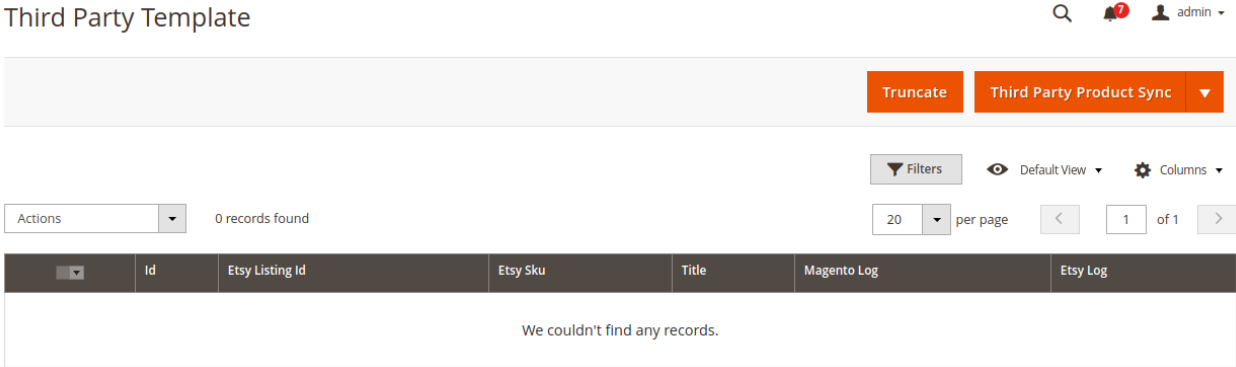 Third Party Template
7 admin
Truncate Third Party Product Sync
Filters Default View Columns
Actions 0 records found 20 per page 1 of 1
Id Etsy Listing Id Etsy Sku Title Magento Log Etsy Log
We couldn't find any records.